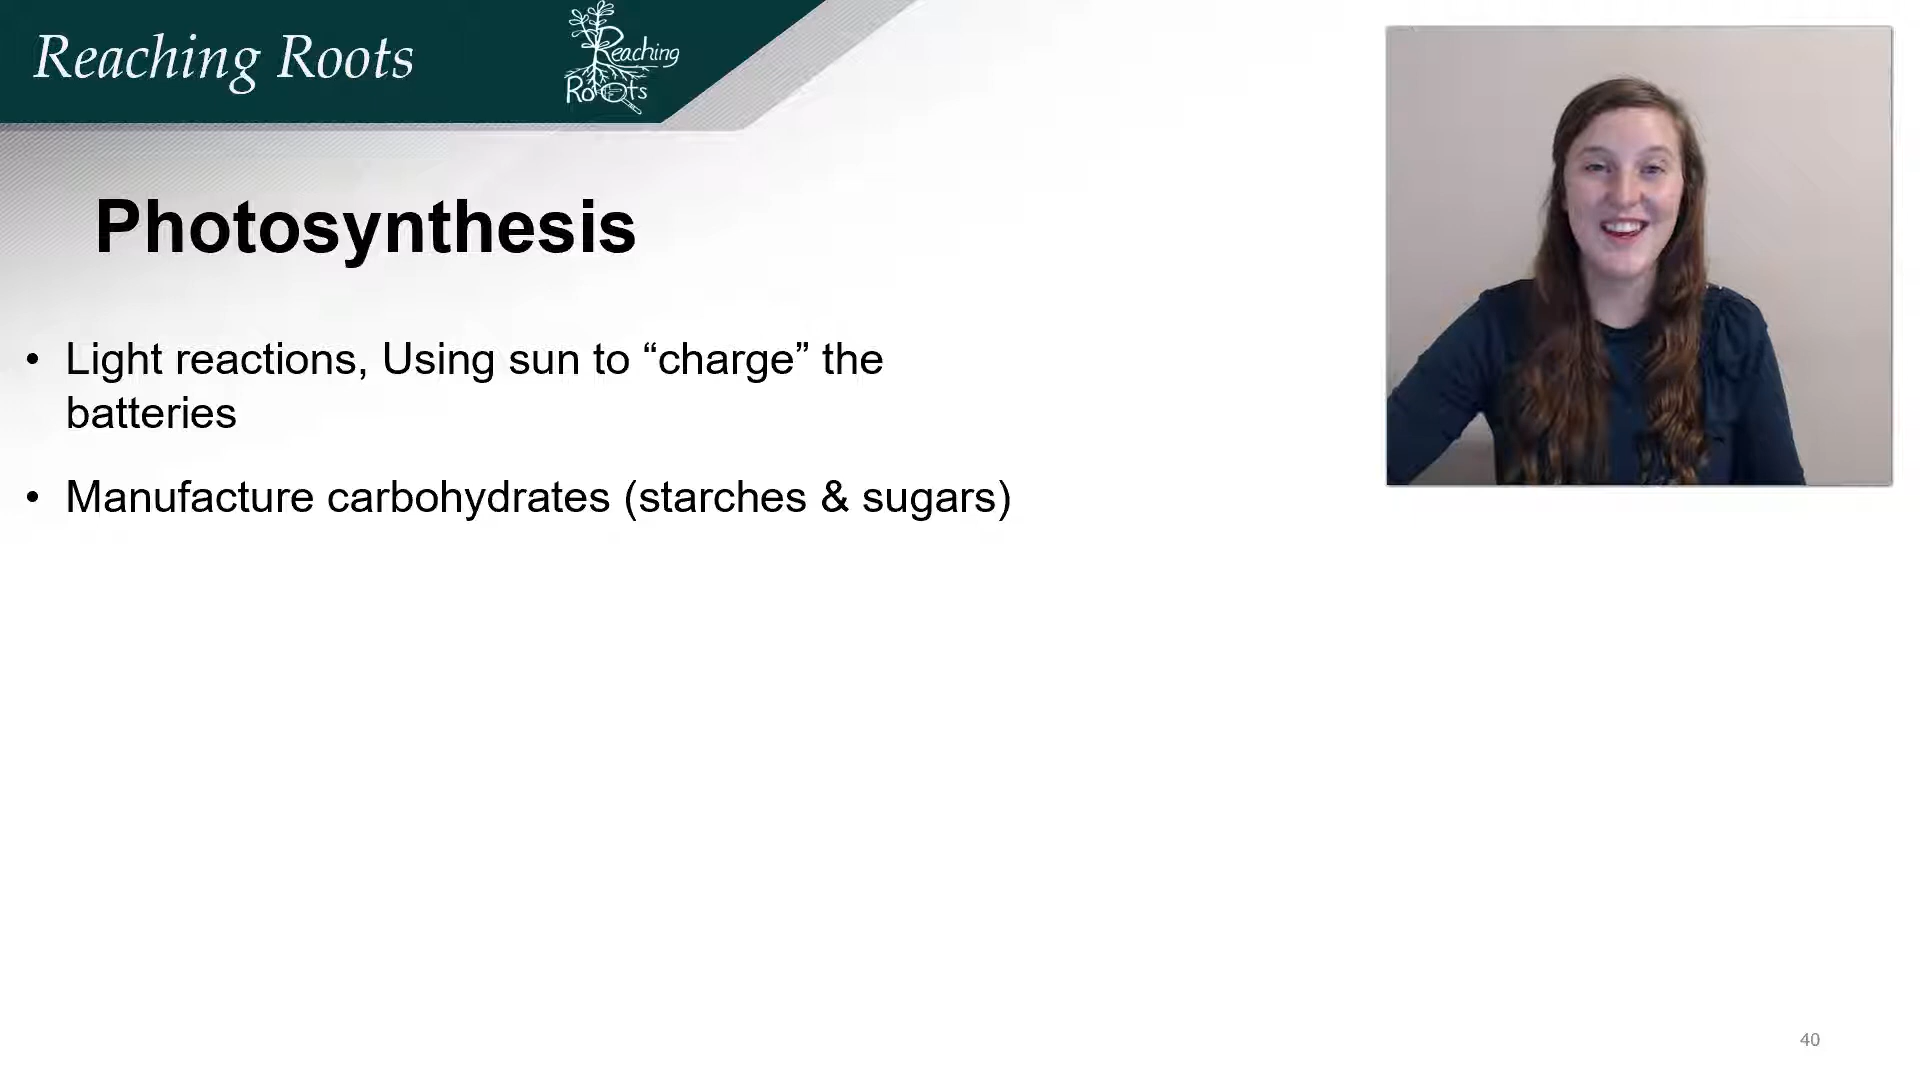 Reaching Roots
Reaching
Roots
Photosynthesis
• Light reactions, Using sun to “charge” the
batteries
• Manufacture carbohydrates (starches & sugars)
40